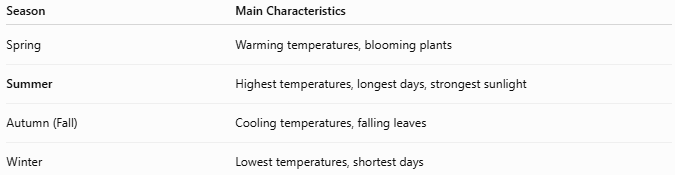 Season Main Characteristics
Spring Warming temperatures, blooming plants
Summer Highest temperatures, longest days, strongest sunlight
Autumn (Fall) Cooling temperatures, falling leaves
Winter Lowest temperatures, shortest days